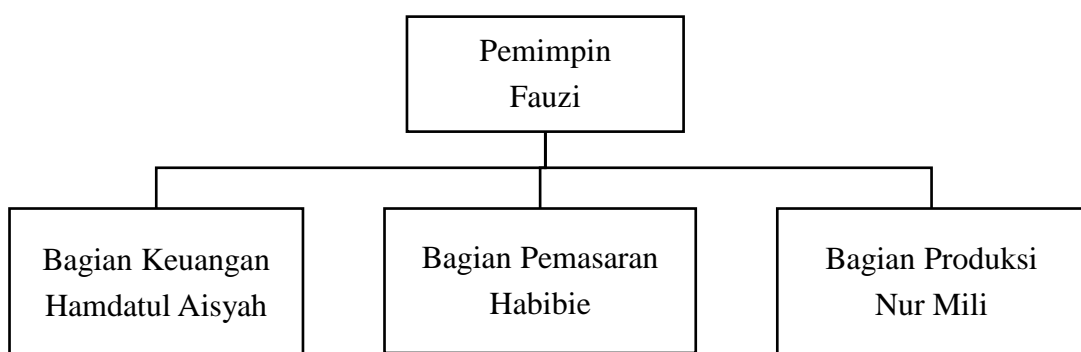 Pemimpin
Fauzi
Bagian Keuangan
Hamdatul Aisyah
Bagian Pemasaran
Habibie
Bagian Produksi
Nur Mili